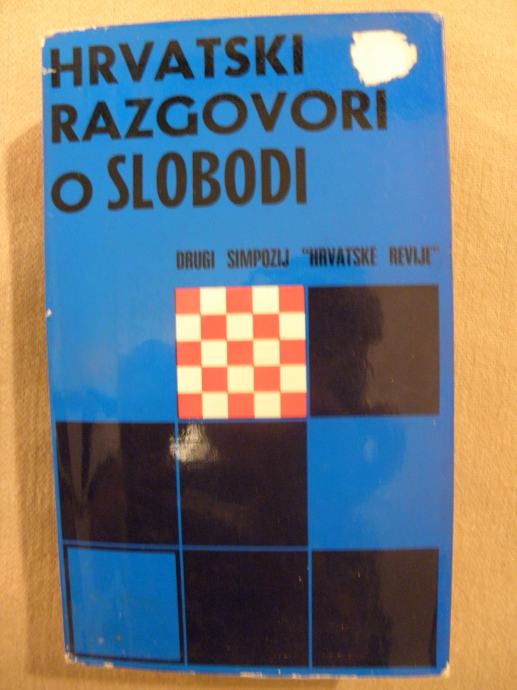 HRVATSKI
RAZGOVORI
O SLOBODI
DRUGI SIMPOZIJ "HRVATSKE REVIJE"